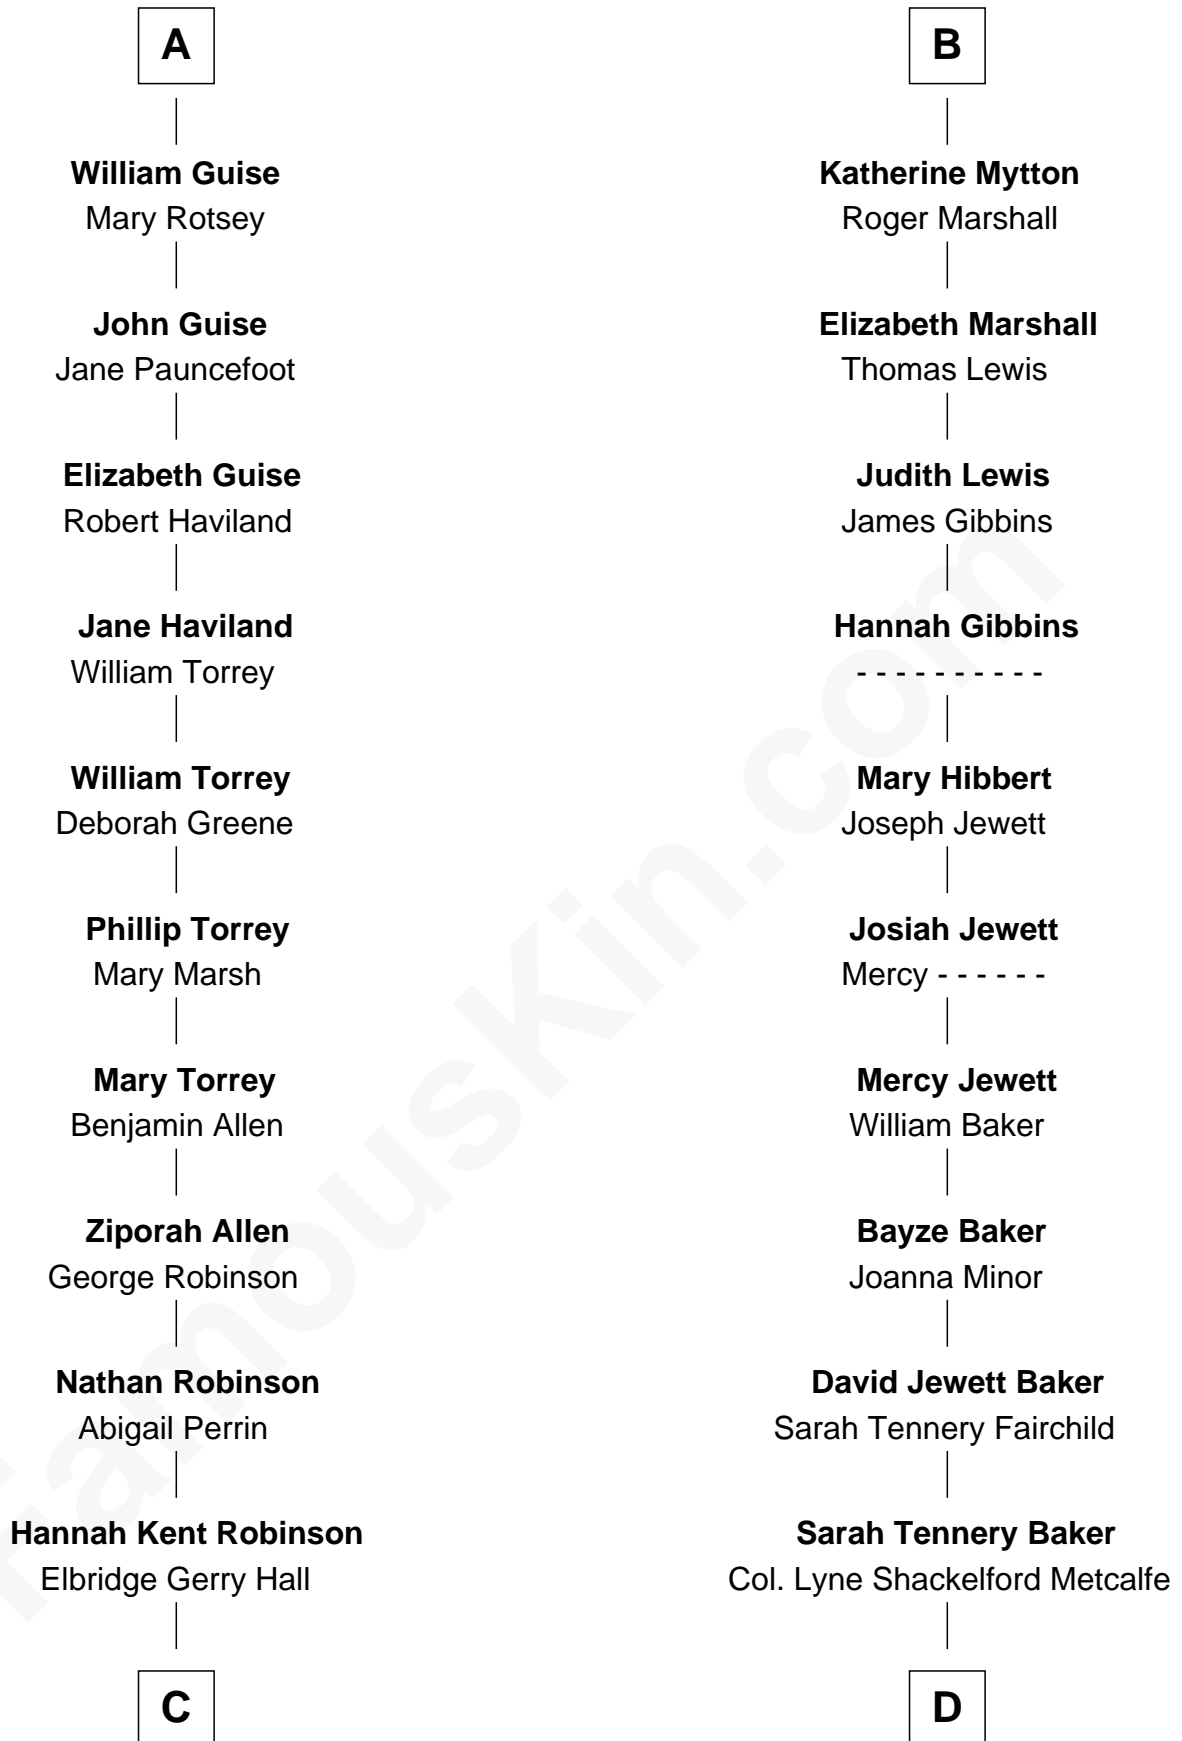 A
William Guise
Mary Rotsey
John Guise
Jane Pauncefoot
Elizabeth Guise
Robert Haviland
Jane Haviland
William Torrey
William Torrey
Deborah Greene
Phillip Torrey
Mary Marsh
Mary Torrey
Benjamin Allen
Ziporah Allen
George Robinson
Nathan Robinson
Abigail Perrin
Hannah Kent Robinson
Elbridge Gerry Hall
C
B
Katherine Mytton
Roger Marshall
Elizabeth Marshall
Thomas Lewis
Judith Lewis
James Gibbins
Hannah Gibbins
- - - - - - - - - -
Mary Hibbert
Joseph Jewett
Josiah Jewett
Mercy - - - - - -
Mercy Jewett
William Baker
Bayze Baker
Joanna Minor
David Jewett Baker
Sarah Tennery Fairchild
Sarah Tennery Baker
Col. Lyne Shackelford Metcalfe
D
FamousKin.com